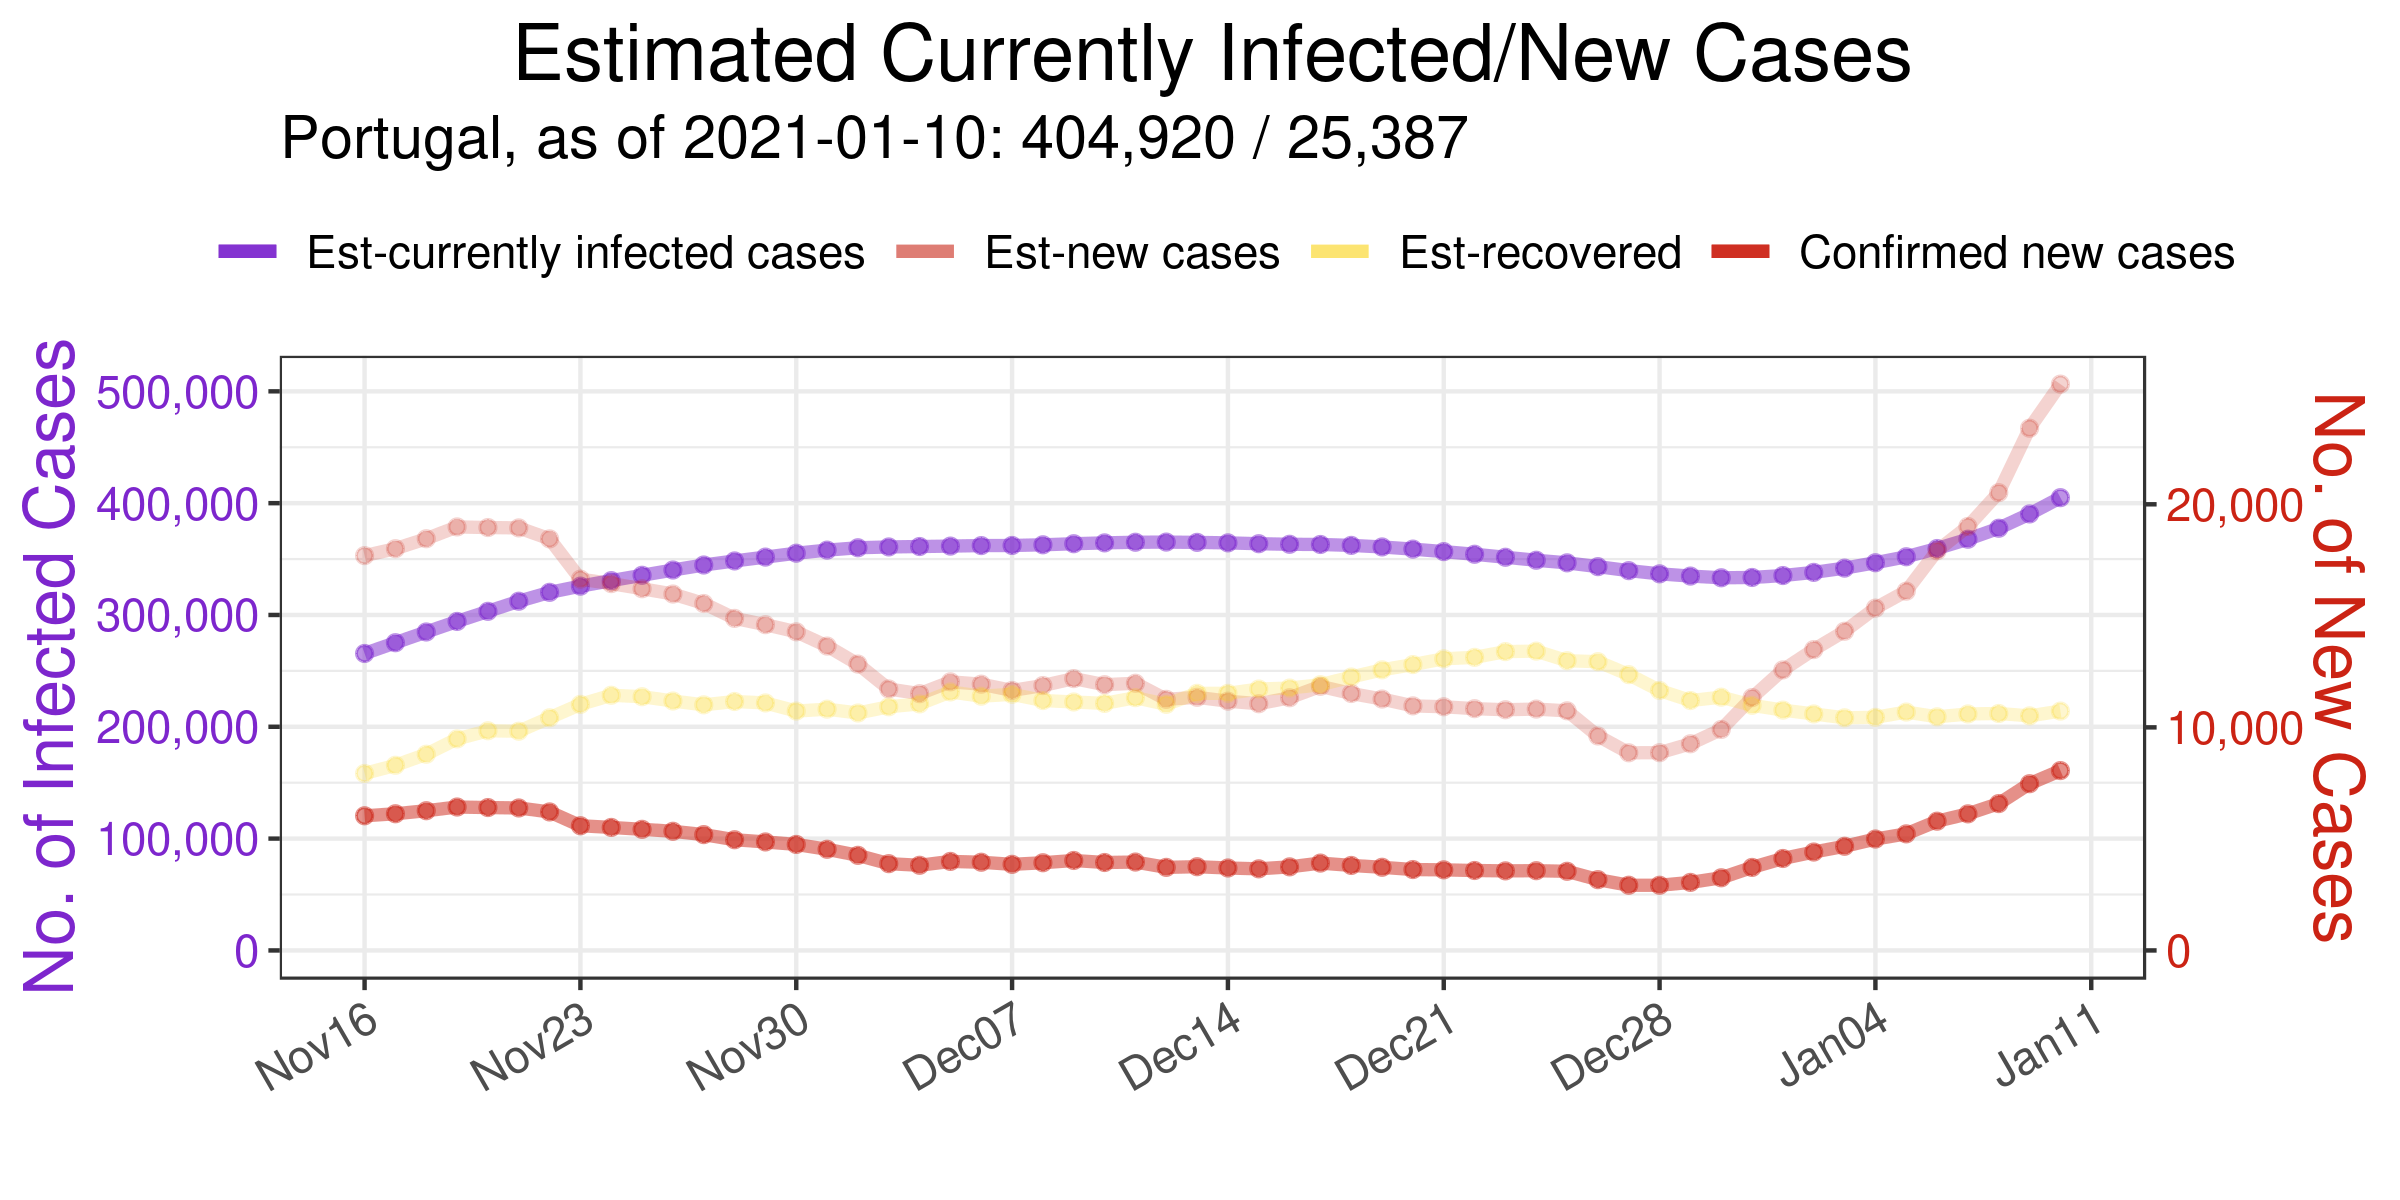 Estimated Currently Infected/New Cases
Portugal, as of 2021-01-10: 404,920 / 25,387
Est-currently infected cases Est-new cases Est-recovered Confirmed new cases
No. of Infected Cases
500,000
400,000
300,000
200,000
100,000
0
20,000
10,000
0
No. of New Cases
Nov16 Nov23 Nov30 Dec07 Dec14 Dec21 Dec28 Jan04 Jan11